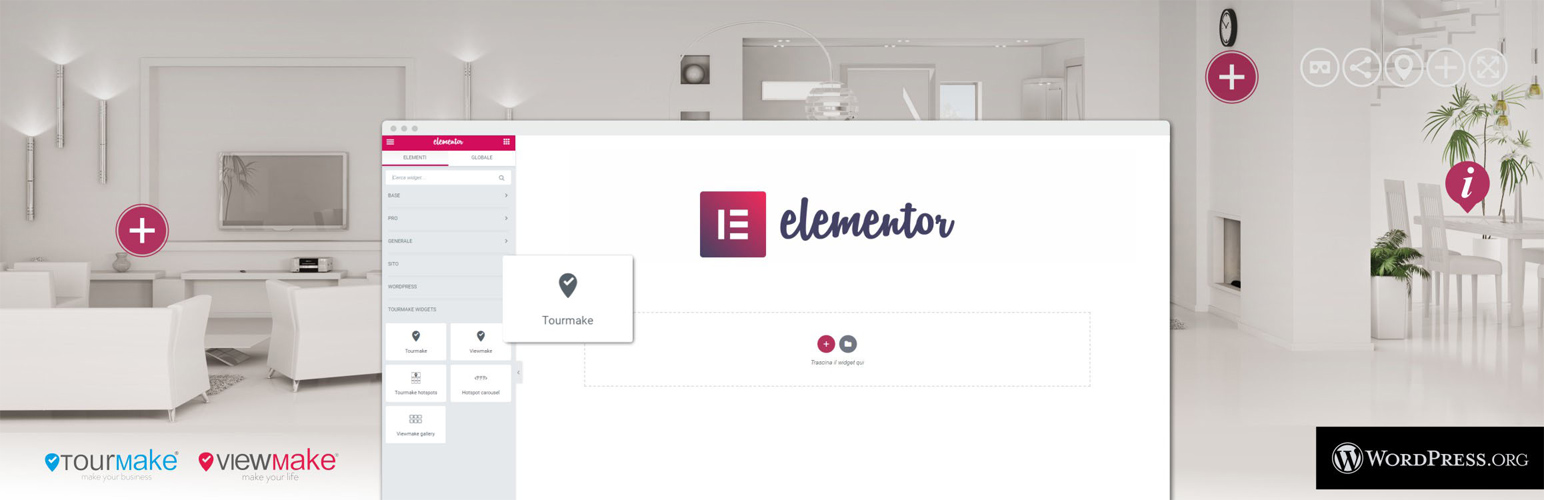 elementor
ELEMENTI GLOBALE
Cerca widget...
BASE
PRO
GENERALE
SITO
WORDPRESS
TOURMAKE WIDGETS
Tourmake Viewmake
Tourmake hotspots Hotspot carousel
Viewmake gallery
Tourmake
elementor
Trascina il widget qui
i
TOURMAKE®
make your business
VIEWMAKE®
make your life
WORDPRESS.ORG